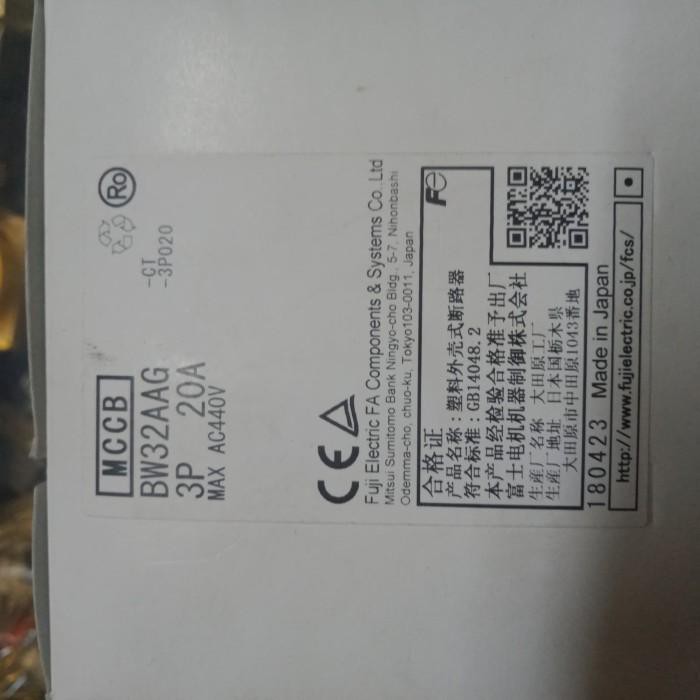 MCCB
BW32AAG -CT
3P 20A -3P020
MAX AC440V
Ro
CE
Fuji Electric FA Components & Systems Co., Ltd
Mitsui Sumitomo Bank Ningyo-cho Bldg., 5-7, Nihonbashi
Odemma-cho, chuo-ku, Tokyo103-0011, Japan
合格证
Fe
产品名称：塑料外壳式断路器
符合标准：GB14048.2
本产品经检验合格准予出厂
富士电机机器制御株式会社
生産厂名称 大田原工厂
生産厂地址 日本国栃木県
大田原市中田原1043番地
180423 Made in Japan
http://www.fujielectric.co.jp/fcs/